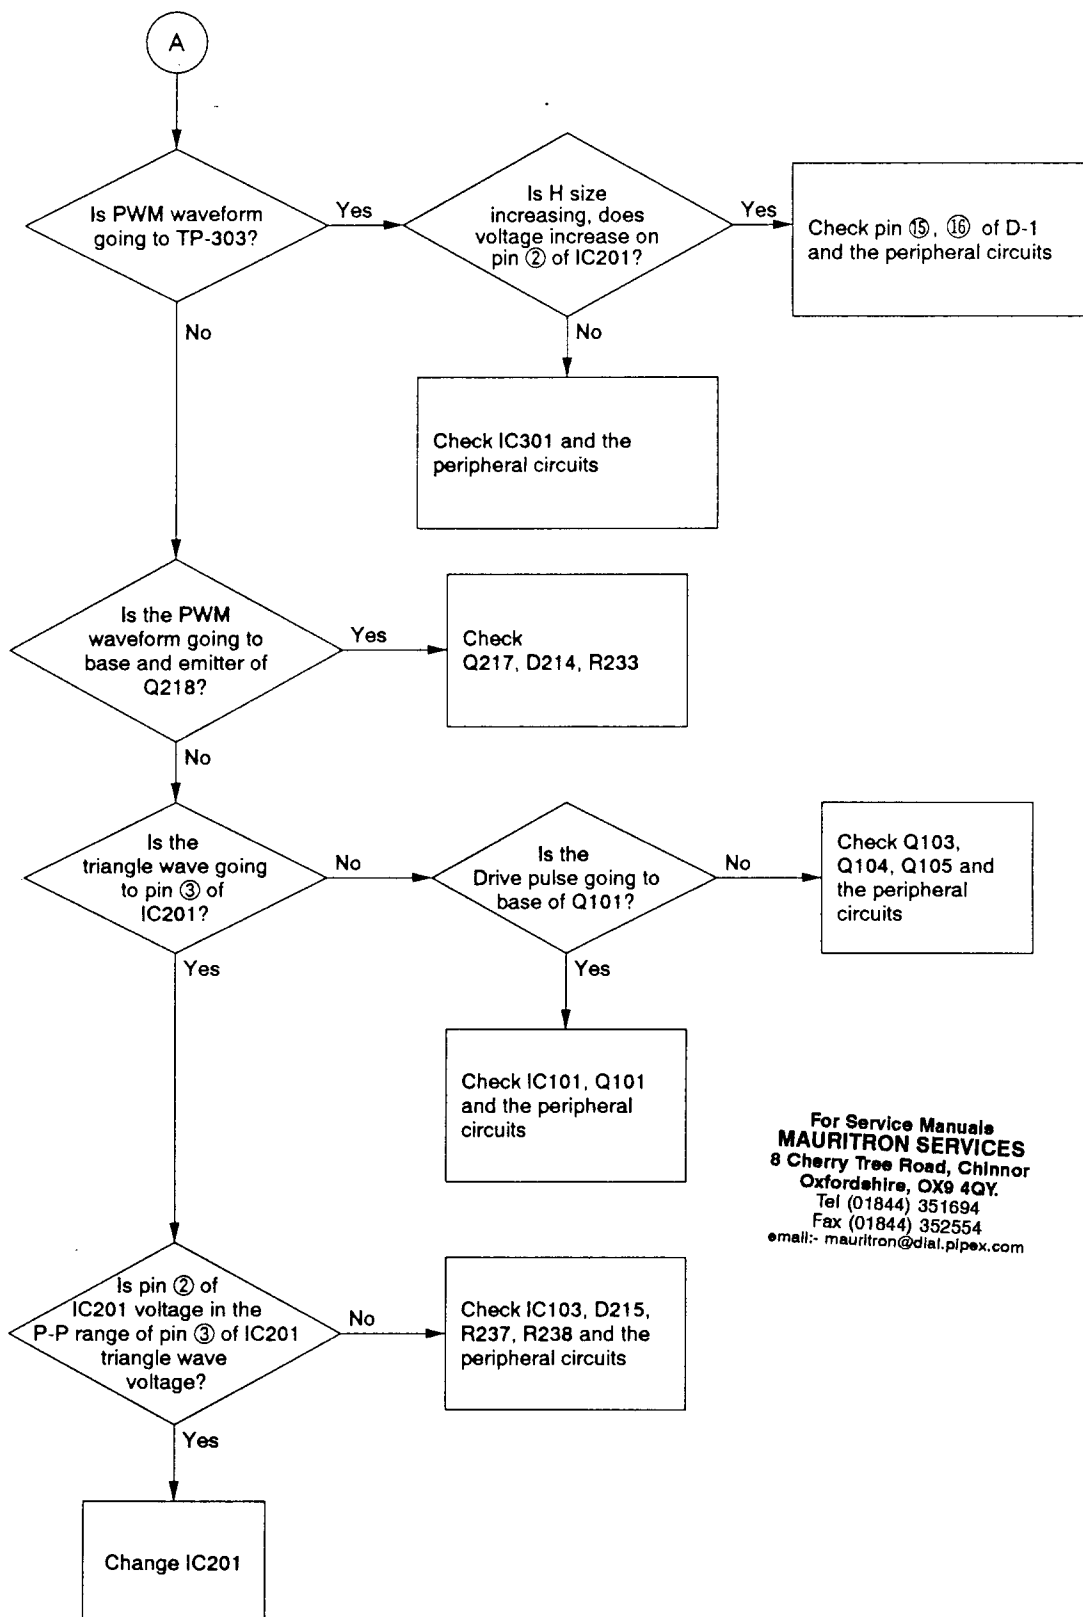 A
Is PWM waveform
going to TP-303?
Yes
Is H size
increasing, does
voltage increase on
pin ② of IC201?
Yes
Check pin ⑮, ⑯ of D-1
and the peripheral circuits
No
No
Check IC301 and the
peripheral circuits
Is the PWM
waveform going to
base and emitter of
Q218?
Yes
Check
Q217, D214, R233
No
Is the
triangle wave going
to pin ③ of
IC201?
No
Is the
Drive pulse going to
base of Q101?
No
Check Q103,
Q104, Q105 and
the peripheral
circuits
Yes
Yes
Check IC101, Q101
and the peripheral
circuits
For Service Manuals
MAURITRON SERVICES
8 Cherry Tree Road, Chinnor
Oxfordshire, OX9 4QY.
Tel (01844) 351694
Fax (01844) 352554
email:- mauritron@dial.pipex.com
Is pin ② of
IC201 voltage in the
P-P range of pin ③ of IC201
triangle wave
voltage?
No
Check IC103, D215,
R237, R238 and the
peripheral circuits
Yes
Change IC201